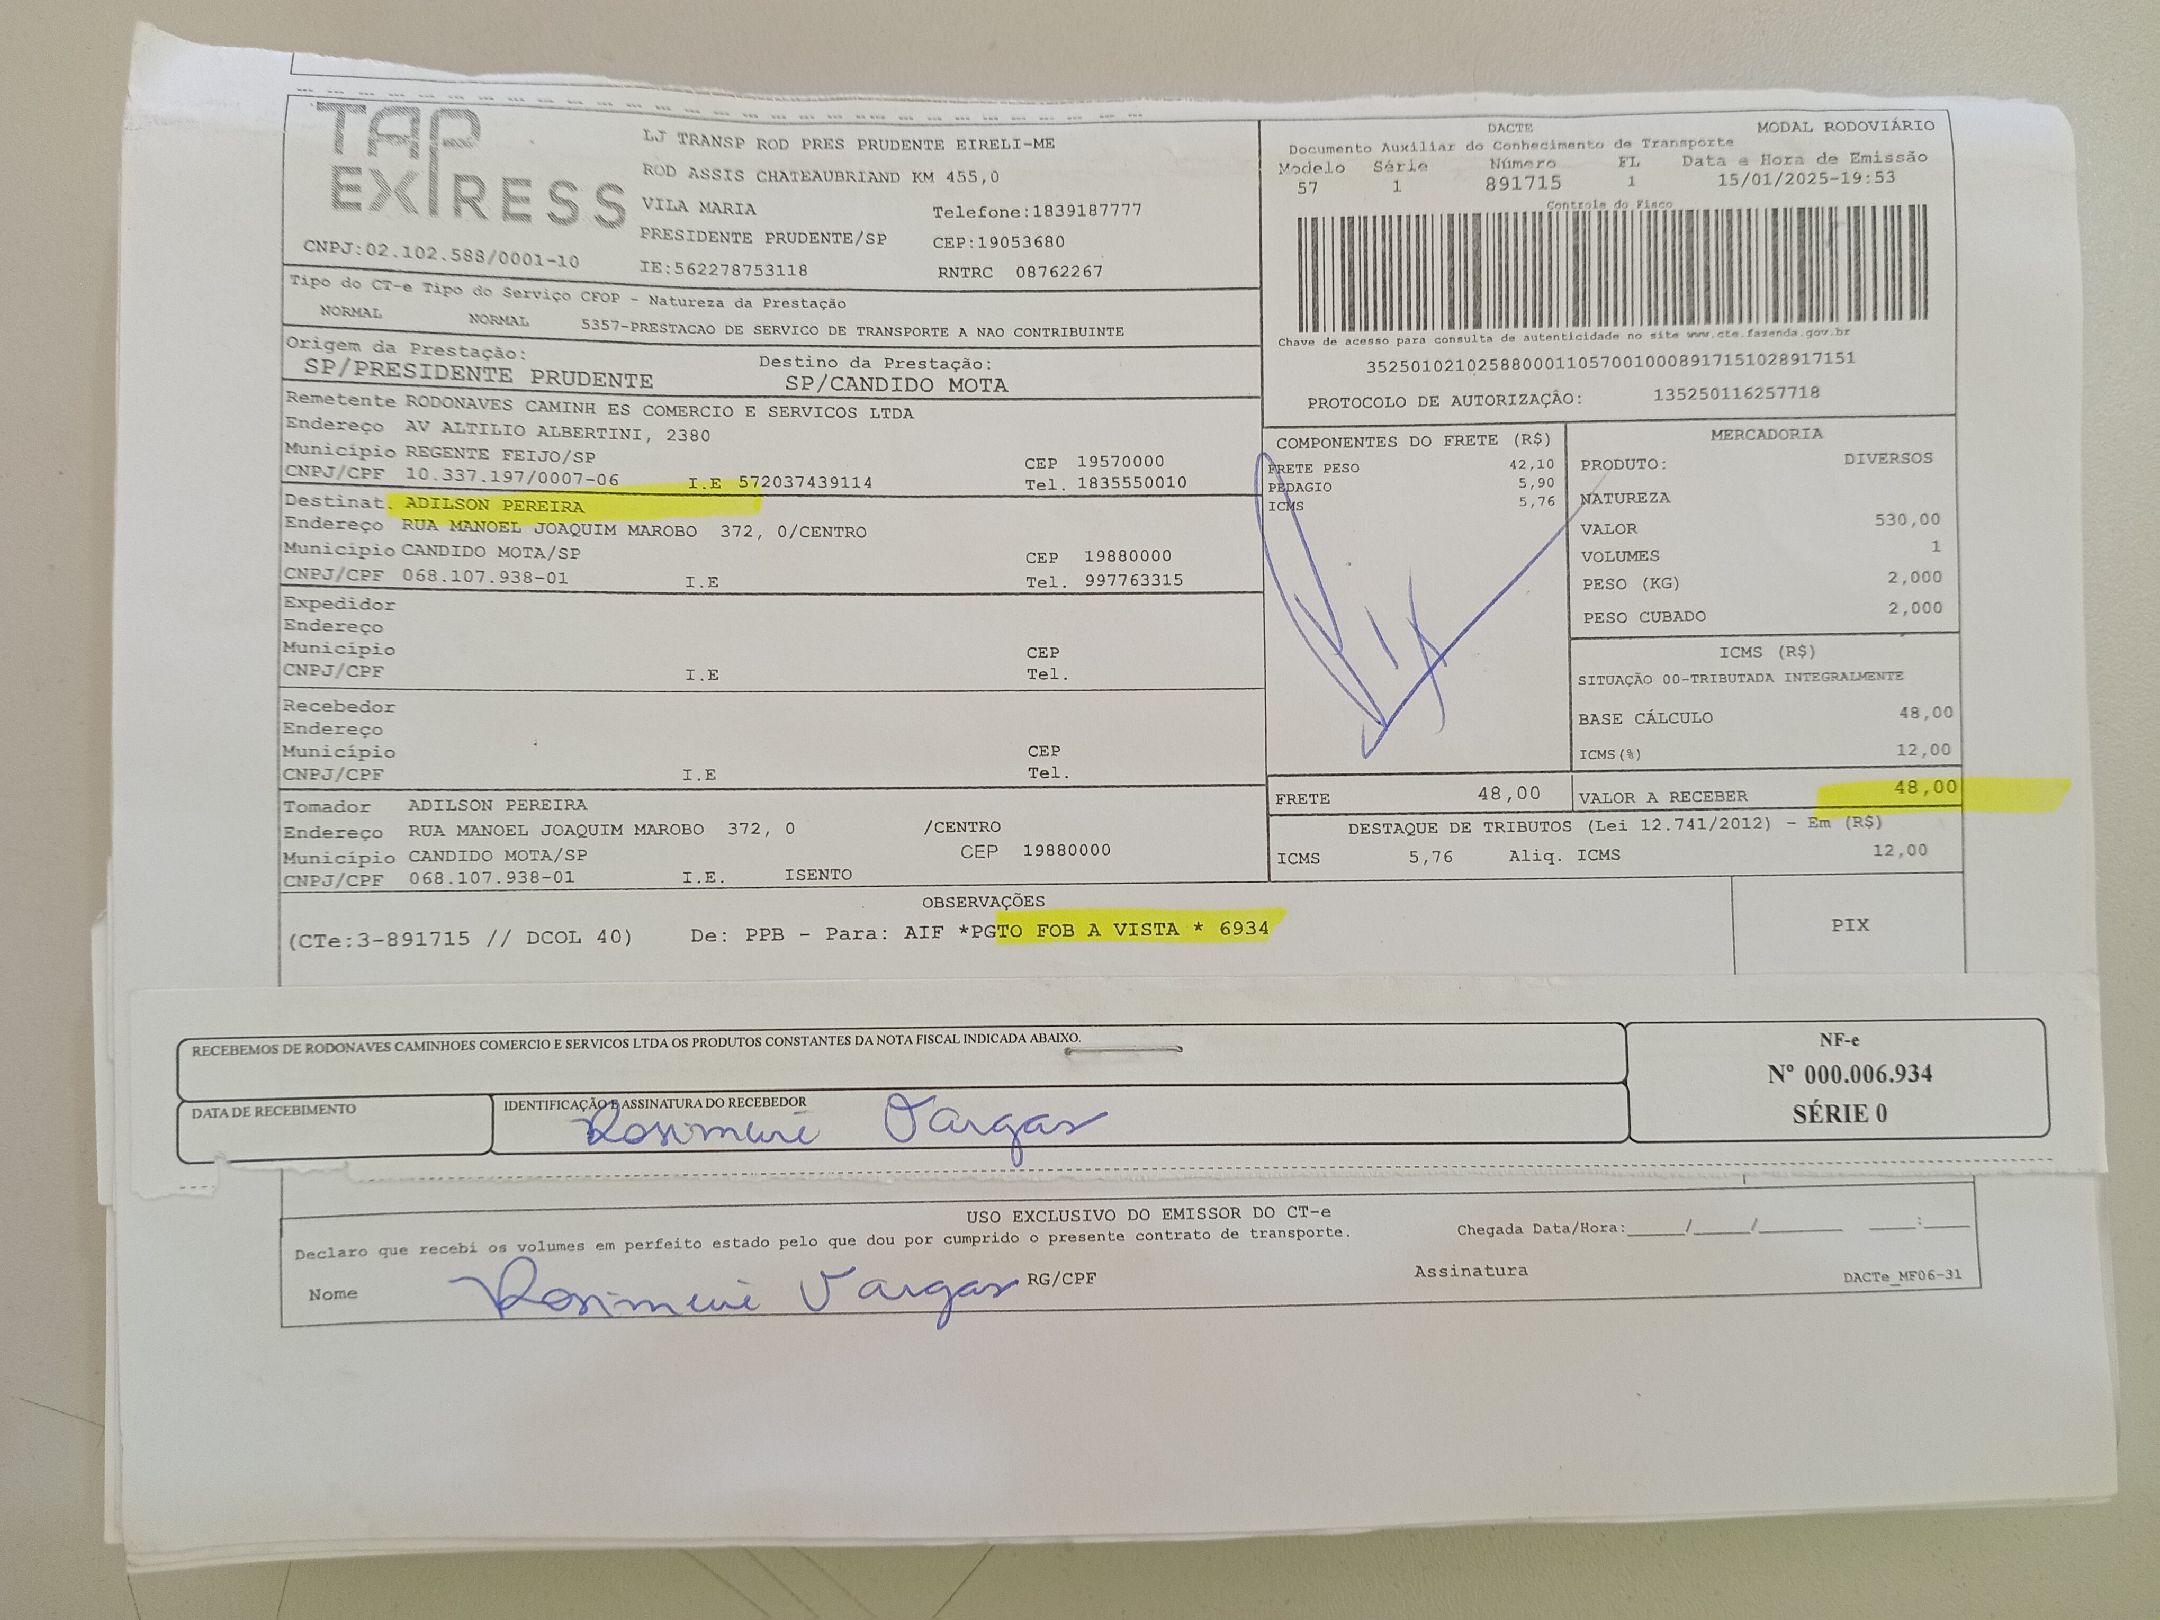 TAP EXPRESS
LJ TRANSP ROD PRES PRUDENTE EIRELI-ME
ROD ASSIS CHATEAUBRIAND KM 455,0
VILA MARIA Telefone:1839187777
PRESIDENTE PRUDENTE/SP CEP:19053680
CNPJ:02.102.588/0001-10 IE:562278753118 RNTRC 08762267
DACTE MODAL RODOVIÁRIO
Documento Auxiliar do Conhecimento de Transporte
Modelo Série Número FL Data e Hora de Emissão
57 1 891715 1 15/01/2025-19:53
Controle do Fisco
Chave de acesso para consulta de autenticidade no site www.cte.fazenda.gov.br
35250102102588000110570010008917151028917151
PROTOCOLO DE AUTORIZAÇÃO: 135250116257718
Tipo do CT-e Tipo do Serviço CFOP - Natureza da Prestação
NORMAL NORMAL 5357-PRESTACAO DE SERVICO DE TRANSPORTE A NAO CONTRIBUINTE
Origem da Prestação: Destino da Prestação:
SP/PRESIDENTE PRUDENTE SP/CANDIDO MOTA
Remetente RODONAVES CAMINH ES COMERCIO E SERVICOS LTDA
Endereço AV ALTILIO ALBERTINI, 2380
Município REGENTE FEIJO/SP CEP 19570000
CNPJ/CPF 10.337.197/0007-06 I.E 572037439114 Tel. 1835550010
Destinat. ADILSON PEREIRA
Endereço RUA MANOEL JOAQUIM MAROBO 372, 0/CENTRO
Município CANDIDO MOTA/SP CEP 19880000
CNPJ/CPF 068.107.938-01 I.E Tel. 997763315
Expedidor
Endereço
Município CEP
CNPJ/CPF I.E Tel.
Recebedor
Endereço
Município CEP
CNPJ/CPF I.E Tel.
Tomador ADILSON PEREIRA
Endereço RUA MANOEL JOAQUIM MAROBO 372, 0 /CENTRO
Município CANDIDO MOTA/SP CEP 19880000
CNPJ/CPF 068.107.938-01 I.E. ISENTO
COMPONENTES DO FRETE (R$)
FRETE PESO 42,10
PEDAGIO 5,90
ICMS 5,76
MERCADORIA
PRODUTO: DIVERSOS
NATUREZA
VALOR 530,00
VOLUMES 1
PESO (KG) 2,000
PESO CUBADO 2,000
ICMS (R$)
SITUAÇÃO 00-TRIBUTADA INTEGRALMENTE
BASE CÁLCULO 48,00
ICMS(%) 12,00
FRETE 48,00 VALOR A RECEBER 48,00
DESTAQUE DE TRIBUTOS (Lei 12.741/2012) - Em (R$)
ICMS 5,76 Aliq. ICMS 12,00
OBSERVAÇÕES
(CTe:3-891715 // DCOL 40) De: PPB - Para: AIF *PGTO FOB A VISTA * 6934
PIX
RECEBEMOS DE RODONAVES CAMINHOES COMERCIO E SERVICOS LTDA OS PRODUTOS CONSTANTES DA NOTA FISCAL INDICADA ABAIXO.
DATA DE RECEBIMENTO IDENTIFICAÇÃO E ASSINATURA DO RECEBEDOR
Rosimeire Vargas
NF-e
Nº 000.006.934
SÉRIE 0
USO EXCLUSIVO DO EMISSOR DO CT-e
Declaro que recebi os volumes em perfeito estado pelo que dou por cumprido o presente contrato de transporte. Chegada Data/Hora:____/____/______ ___:___
Nome Rosimeire Vargas RG/CPF Assinatura DACTe_MF06-31